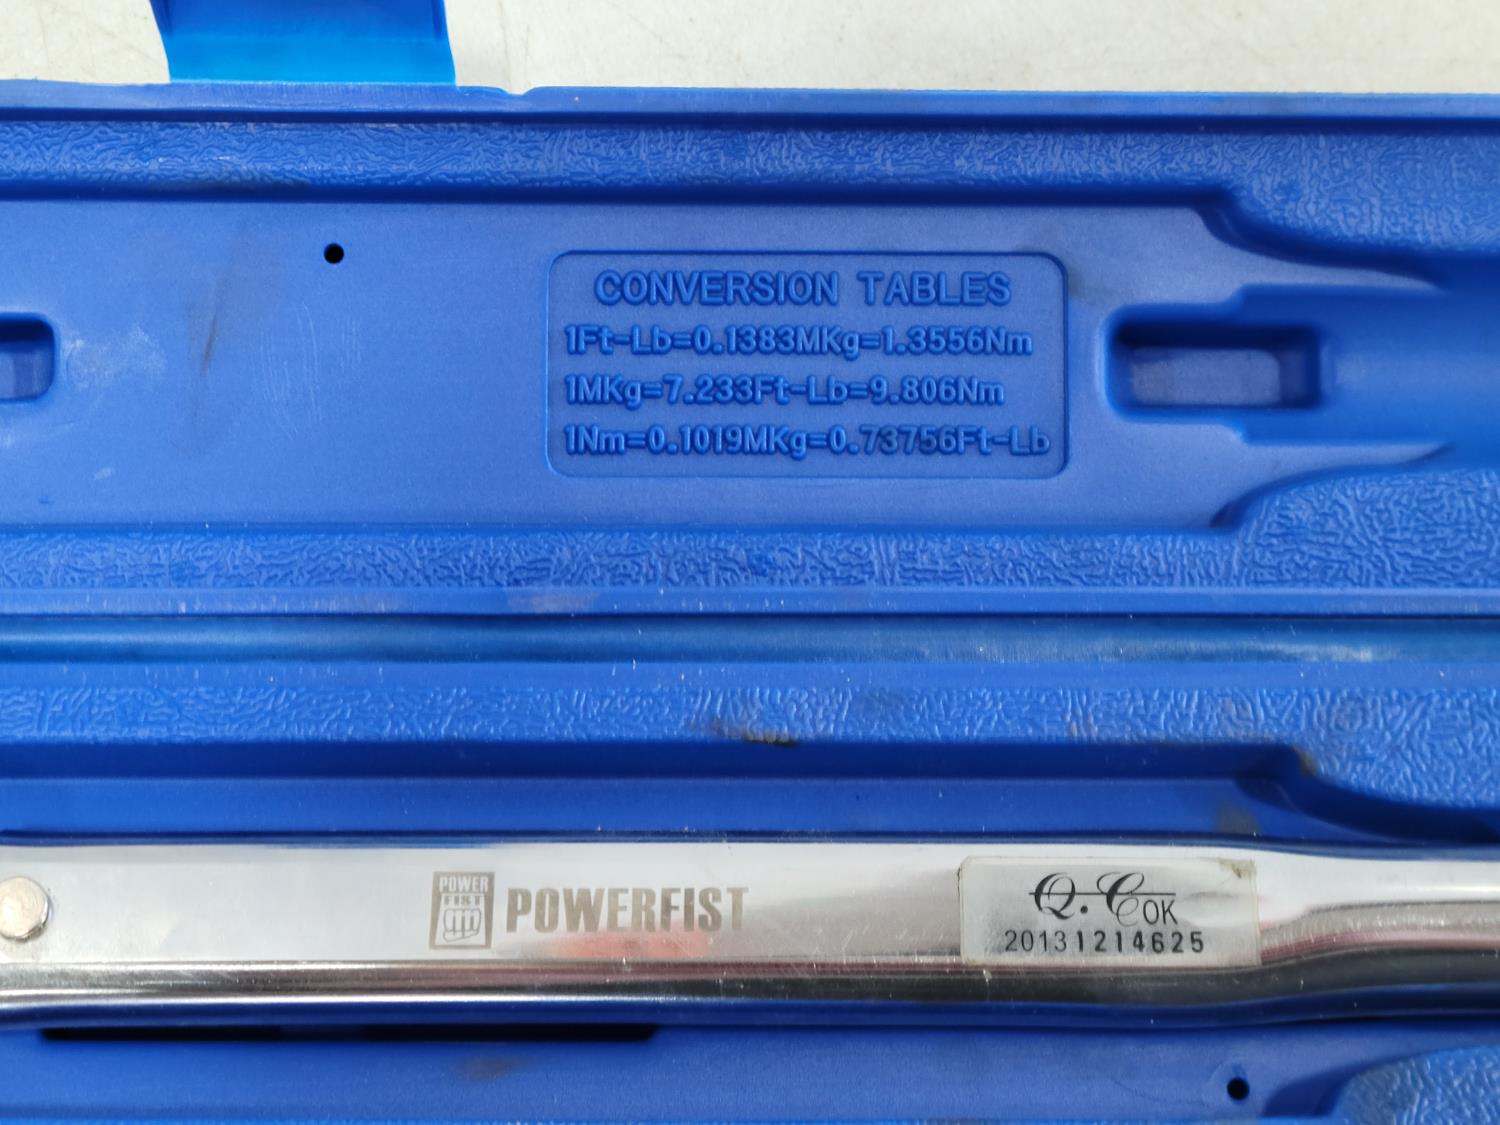 CONVERSION TABLES
1Ft-Lb=0.1383MKg=1.3556Nm
1MKg=7.233Ft-Lb=9.806Nm
1Nm=0.1019MKg=0.73756Ft-Lb
POWER
FIST
POWERFIST
Q.C OK
20131214625